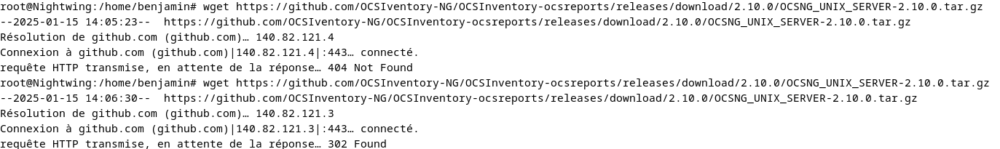 root@Nightwing:/home/benjamin# wget https://github.com/OCSIventory-NG/OCSInventory-ocsreports/releases/download/2.10.0/OCSNG_UNIX_SERVER-2.10.0.tar.gz
--2025-01-15 14:05:23--  https://github.com/OCSIventory-NG/OCSInventory-ocsreports/releases/download/2.10.0/OCSNG_UNIX_SERVER-2.10.0.tar.gz
Résolution de github.com (github.com)… 140.82.121.4
Connexion à github.com (github.com)|140.82.121.4|:443… connecté.
requête HTTP transmise, en attente de la réponse… 404 Not Found
root@Nightwing:/home/benjamin# wget https://github.com/OCSInventory-NG/OCSInventory-ocsreports/releases/download/2.10.0/OCSNG_UNIX_SERVER-2.10.0.tar.gz
--2025-01-15 14:06:30--  https://github.com/OCSInventory-NG/OCSInventory-ocsreports/releases/download/2.10.0/OCSNG_UNIX_SERVER-2.10.0.tar.gz
Résolution de github.com (github.com)… 140.82.121.3
Connexion à github.com (github.com)|140.82.121.3|:443… connecté.
requête HTTP transmise, en attente de la réponse… 302 Found